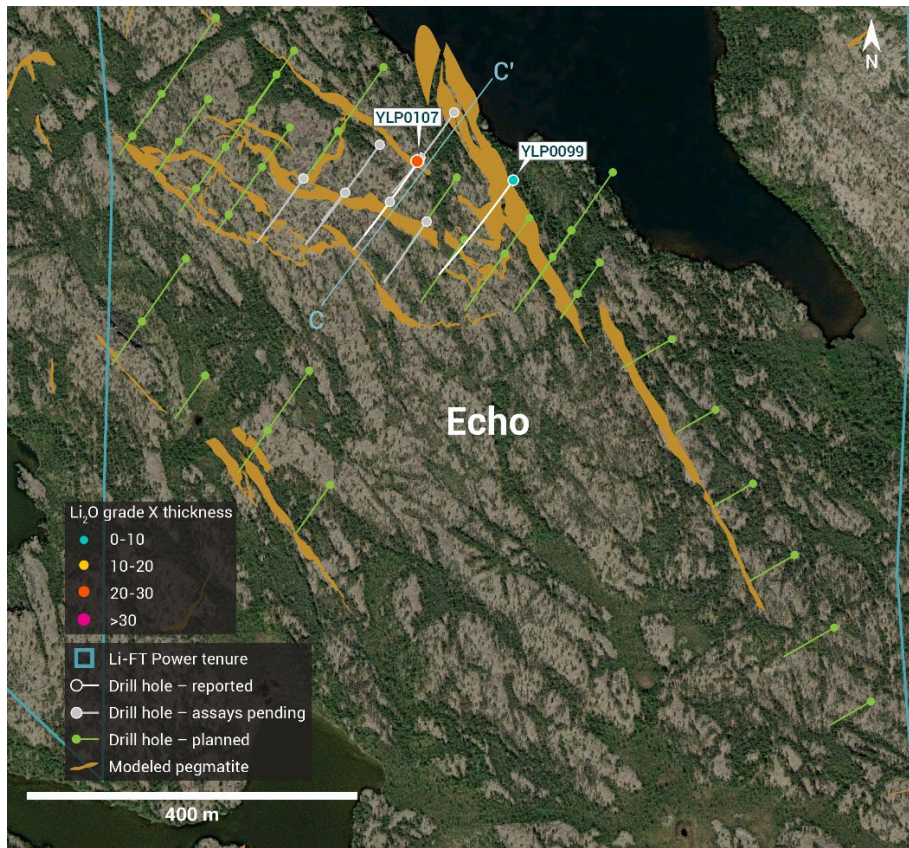 N
C'
YLP0107
YLP0099
C
Echo
Li₂O grade X thickness
0-10
10-20
20-30
>30
Li-FT Power tenure
Drill hole – reported
Drill hole – assays pending
Drill hole – planned
Modeled pegmatite
400 m